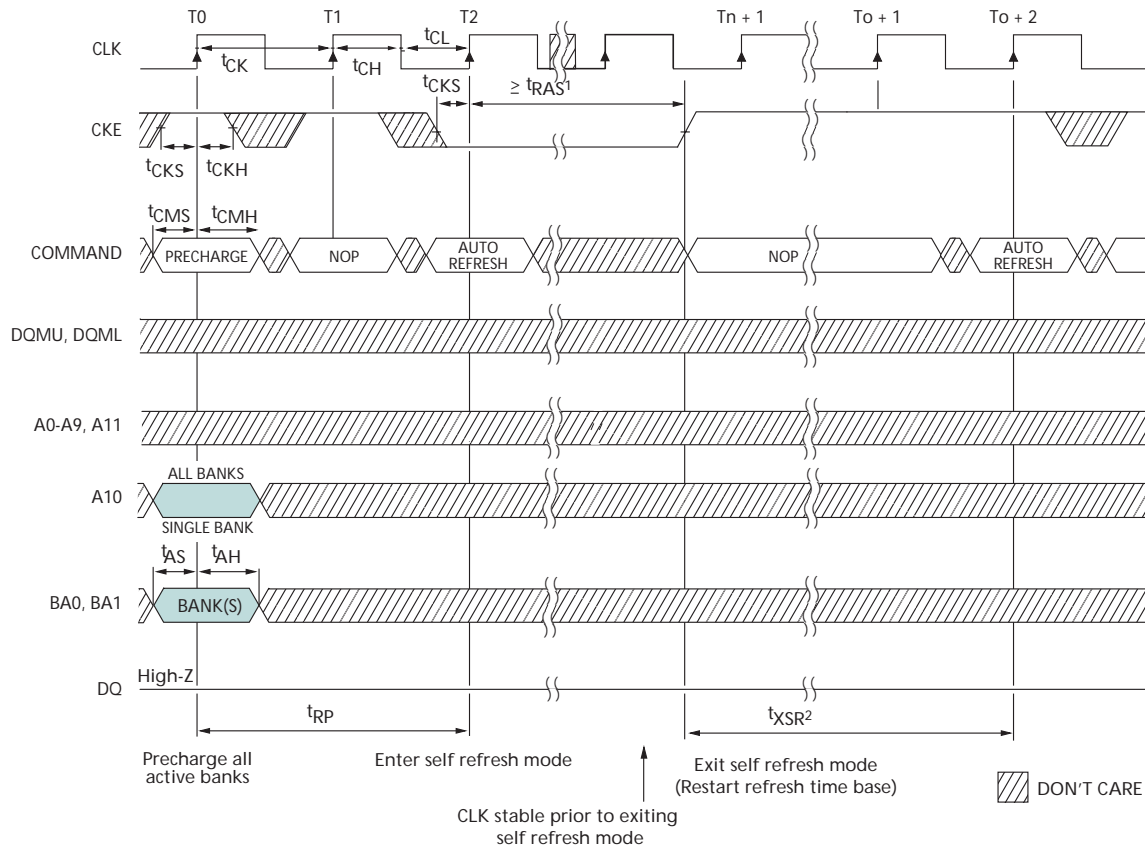 T0 T1 T2 Tn + 1 To + 1 To + 2
CLK
tCK tCH tCL
tCKS ≥ tRAS1
CKE
tCKS tCKH
tCMS tCMH
COMMAND PRECHARGE NOP AUTO REFRESH NOP AUTO REFRESH
DQMU, DQML
A0-A9, A11
ALL BANKS
A10
SINGLE BANK
tAS tAH
BA0, BA1 BANK(S)
High-Z
DQ
tRP tXSR2
Precharge all
active banks
Enter self refresh mode
Exit self refresh mode
(Restart refresh time base)
CLK stable prior to exiting
self refresh mode
DON'T CARE